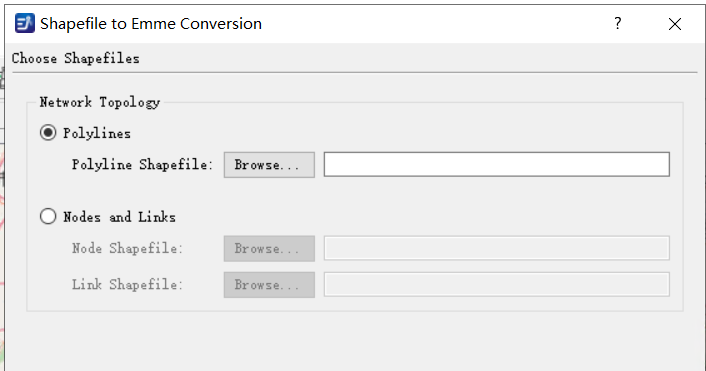 Shapefile to Emme Conversion
?
Choose Shapefiles
Network Topology
Polylines
Polyline Shapefile: Browse...
Nodes and Links
Node Shapefile: Browse...
Link Shapefile: Browse...